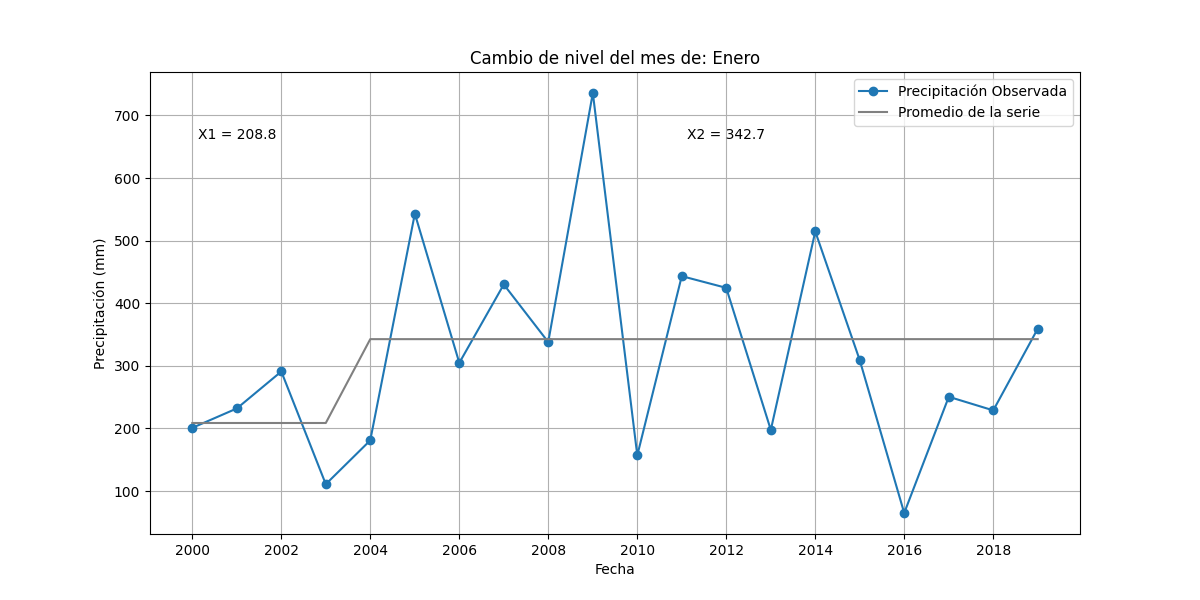 Cambio de nivel del mes de: Enero
Precipitación Observada
Promedio de la serie
X1 = 208.8
X2 = 342.7
Precipitación (mm)
700
600
500
400
300
200
100
2000 2002 2004 2006 2008 2010 2012 2014 2016 2018
Fecha